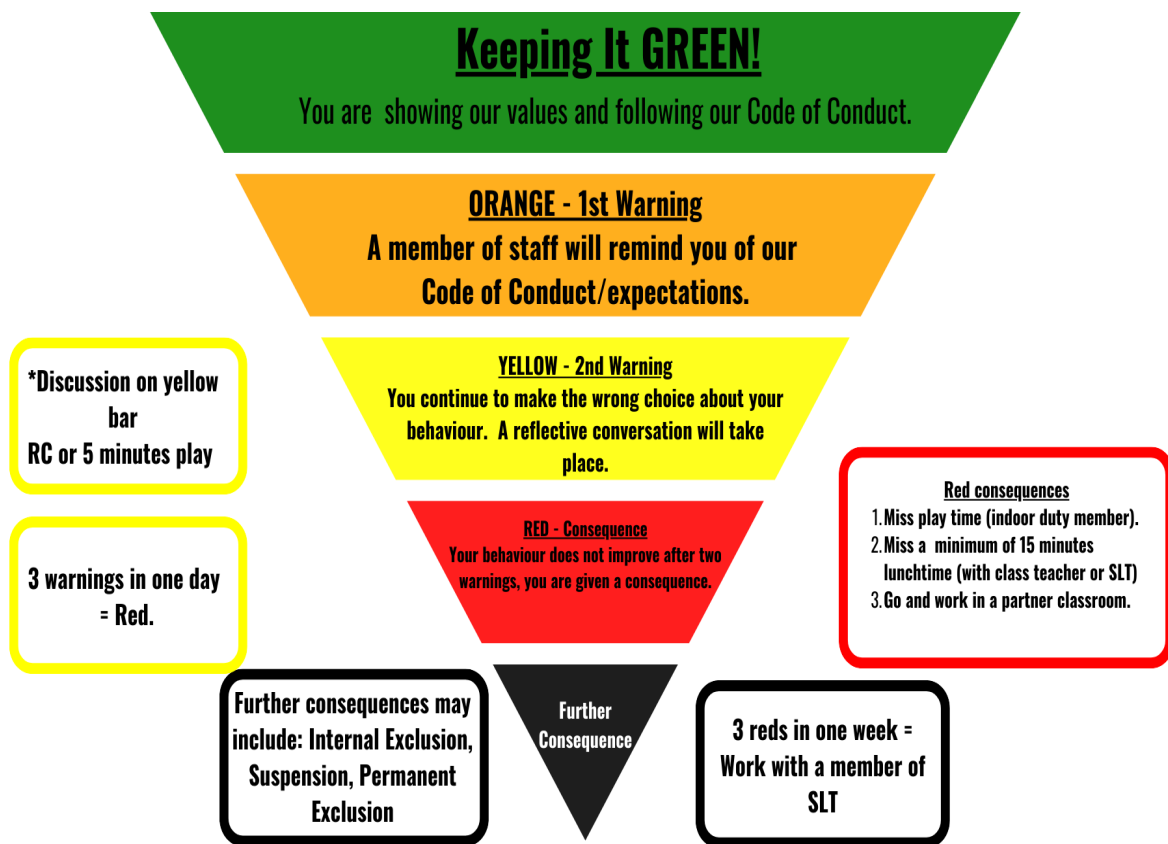 Keeping It GREEN!
You are  showing our values and following our Code of Conduct.
ORANGE - 1st Warning
A member of staff will remind you of our
Code of Conduct/expectations.
YELLOW - 2nd Warning
You continue to make the wrong choice about your
behaviour.  A reflective conversation will take
place.
*Discussion on yellow
bar
RC or 5 minutes play
RED - Consequence
Your behaviour does not improve after two
warnings, you are given a consequence.
3 warnings in one day
= Red.
Red consequences
1. Miss play time (indoor duty member).
2. Miss a  minimum of 15 minutes
lunchtime (with class teacher or SLT)
3. Go and work in a partner classroom.
Further
Consequence
Further consequences may
include: Internal Exclusion,
Suspension, Permanent
Exclusion
3 reds in one week =
Work with a member of
SLT